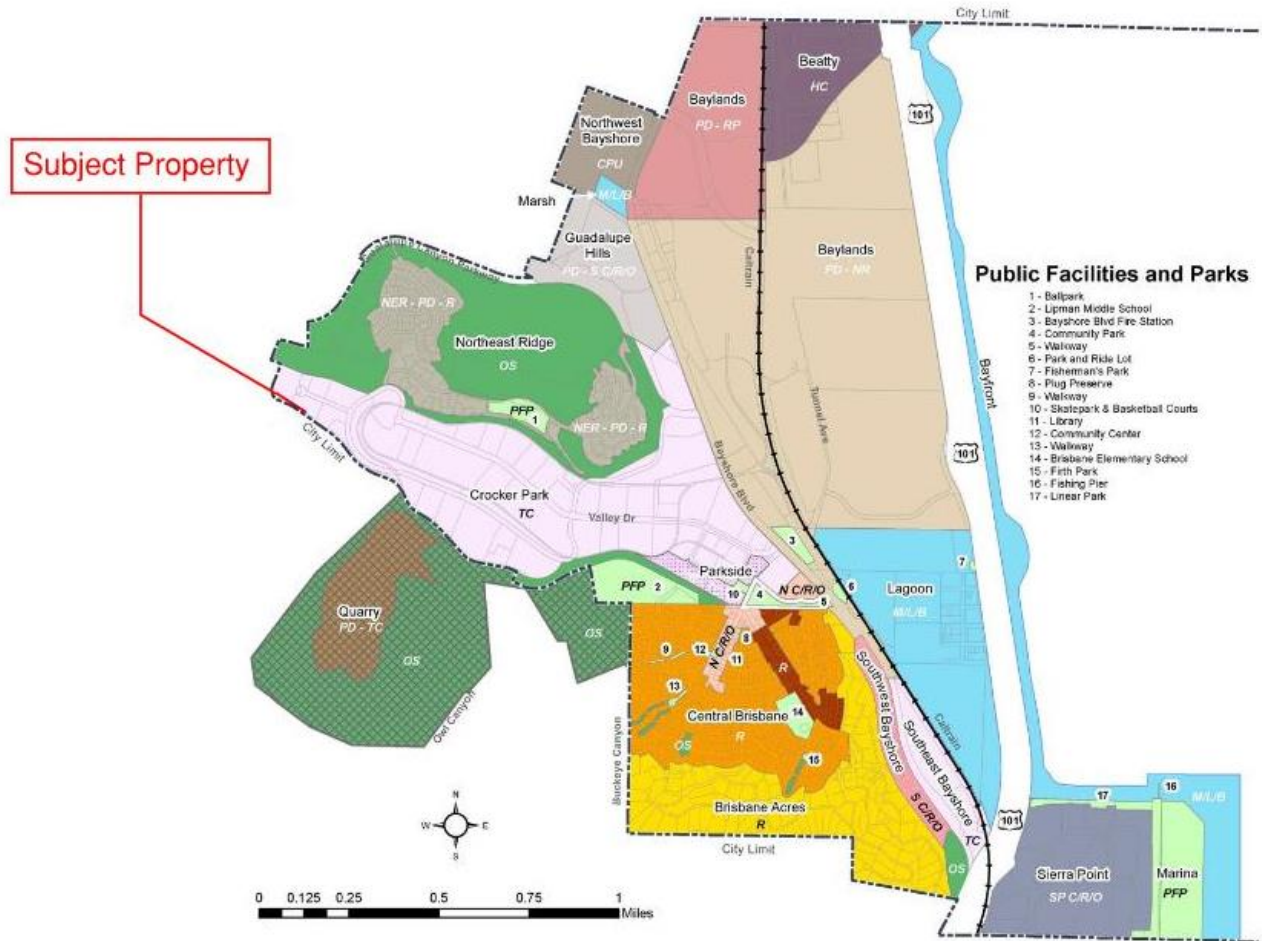 City Limit
Beatty
HC
101
Baylands
PD - RP
Northwest
Bayshore
CPU
Subject Property
Marsh
M/L/B
Guadalupe
Hills
PD - S C/R/O
Caltrain
Baylands
PD - NR
Public Facilities and Parks
1 - Ballpark
2 - Lipman Middle School
3 - Bayshore Blvd Fire Station
4 - Community Park
5 - Walkway
6 - Park and Ride Lot
7 - Fisherman's Park
8 - Plug Preserve
9 - Walkway
10 - Skatepark & Basketball Courts
11 - Library
12 - Community Center
13 - Walkway
14 - Brisbane Elementary School
15 - Firth Park
16 - Fishing Pier
17 - Linear Park
NER - PD - R
Northeast Ridge
OS
Bayfront
Tunnel Ave
PFP
1
NER - PD - R
City Limit
101
Bayshore Blvd
Crocker Park
TC
Valley Dr
3
7
Parkside
PFP
2
10
4
N C/R/O
5
6
Lagoon
M/L/B
Quarry
PD - TC
OS
OS
9
12
N C/R/O
8
11
R
13
14
Central Brisbane
R
OS
15
Southwest Bayshore
Southeast Bayshore
Caltrain
Owl Canyon
Buckeye Canyon
Brisbane Acres
R
S C/R/O
TC
City Limit
OS
101
17
16
M/L/B
Sierra Point
SP C/R/O
Marina
PFP
N
W E
S
0 0.125 0.25 0.5 0.75 1
Miles